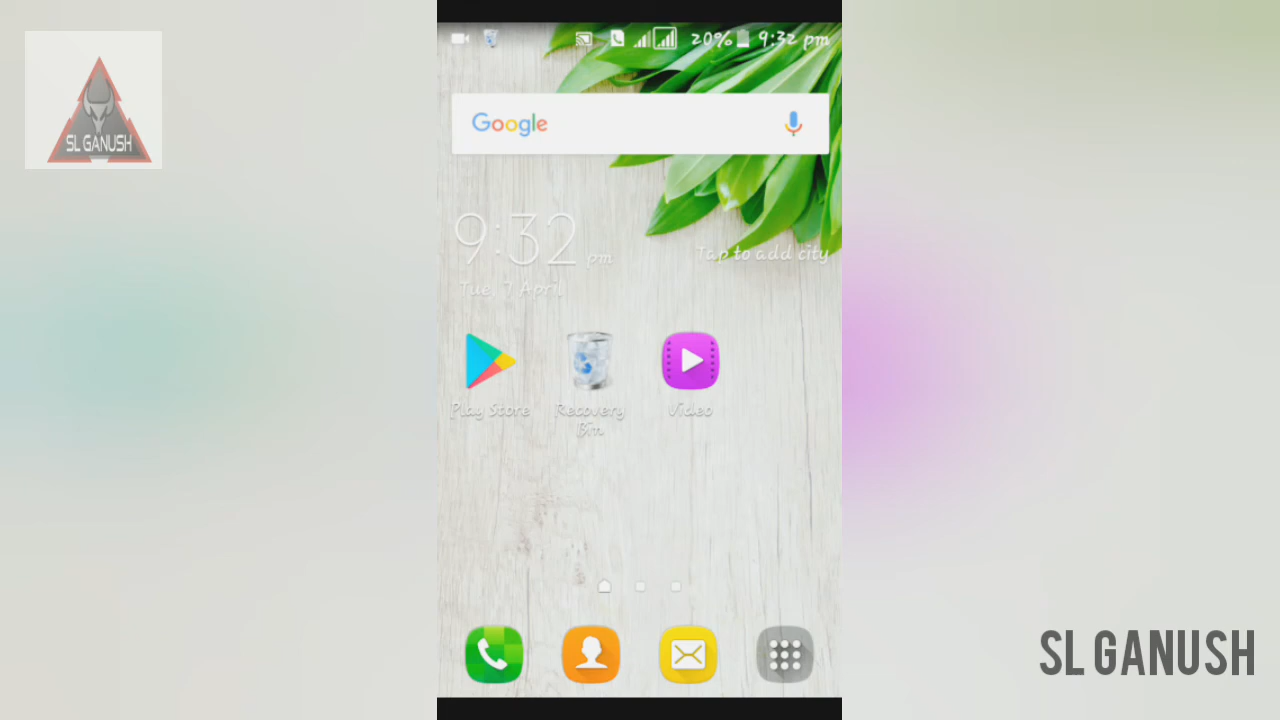 SL GANUSH
20% 9:32 pm
Google
9:32 pm
Tap to add city
Tue, 7 April
Play Store
Recovery
Bin
Video
SL GANUSH